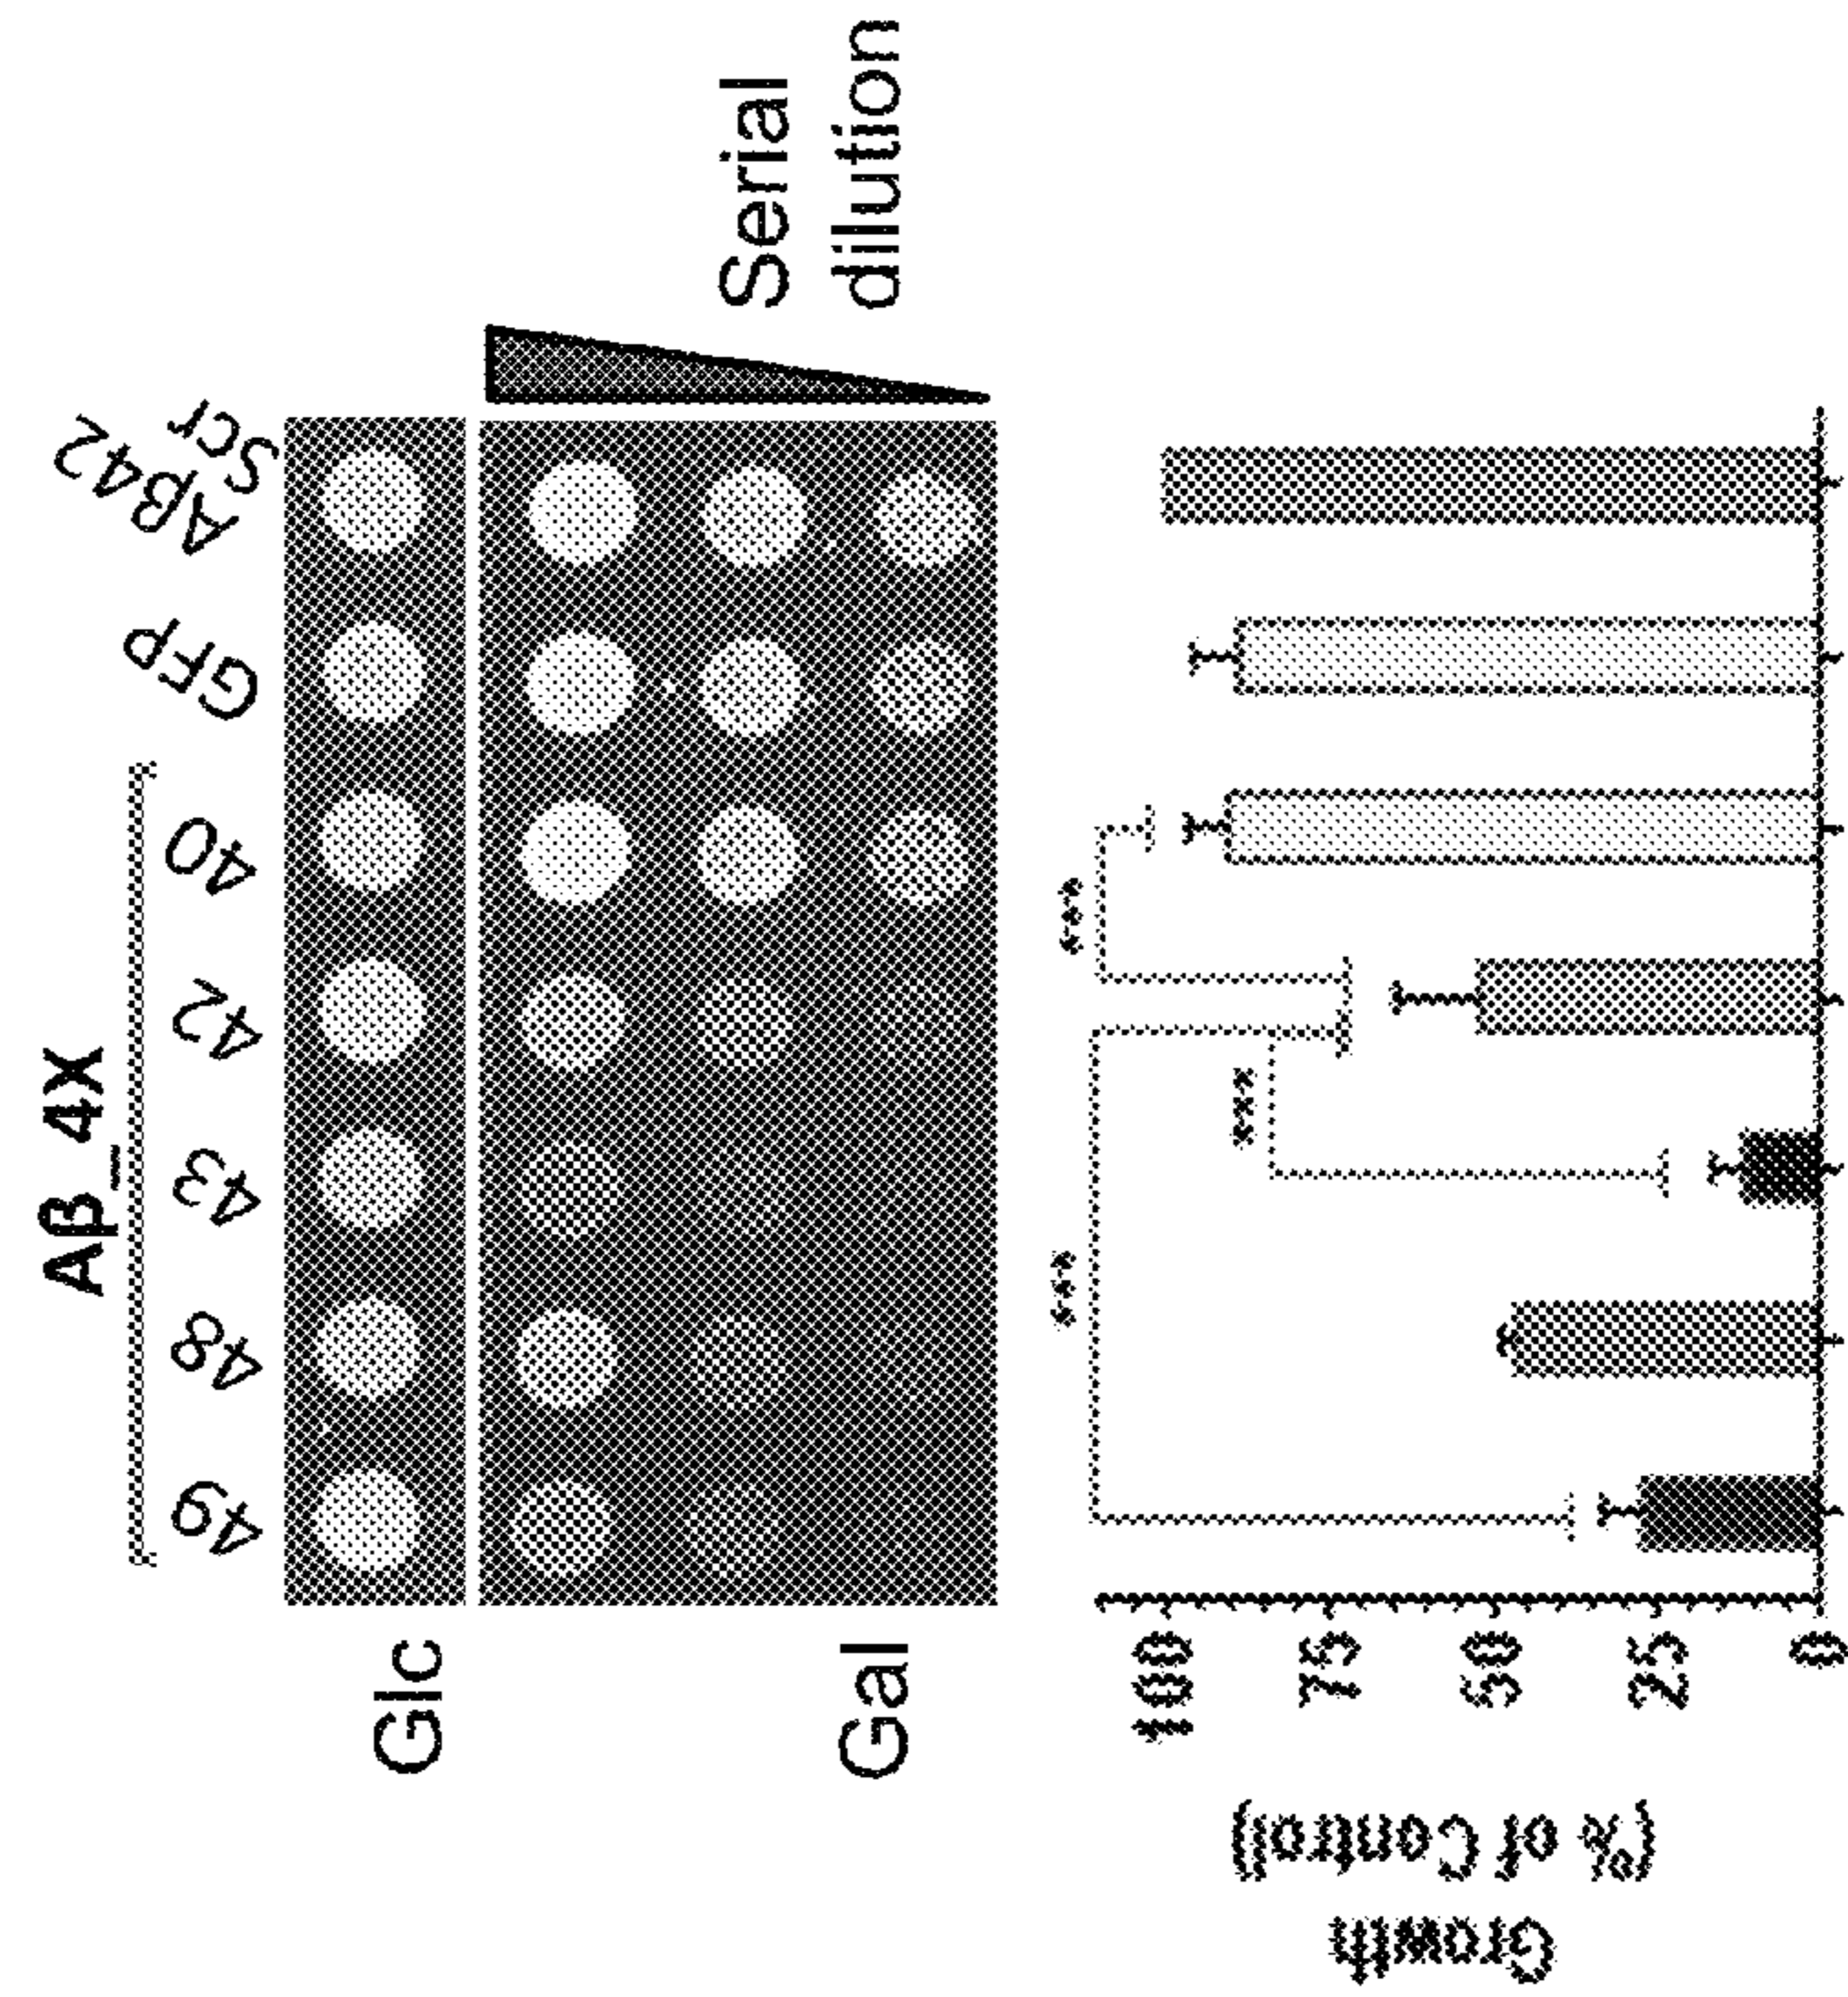 Aβ_4X
49 48 43 42 40 GFP Aβ42
Scr
Glc
Gal
Serial
dilution
***
***
***
Growth
(% of Control)
100
75
50
25
0